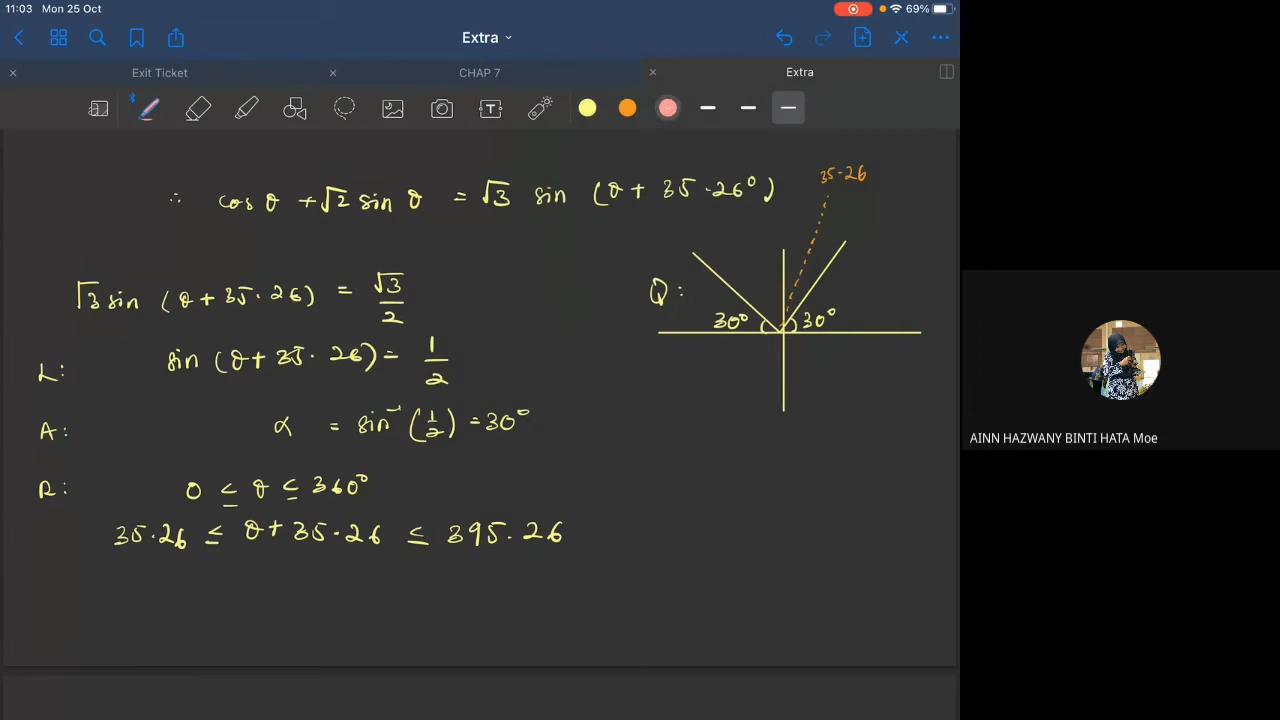 11:03 Mon 25 Oct
69%
Extra
Exit Ticket
CHAP 7
Extra
∴ cos θ + √2 sin θ = √3 sin (θ + 35.26°)
35.26
√3 sin (θ + 35.26) = √3/2
Q:
30° 30°
L: sin (θ + 35.26) = 1/2
A: α = sin⁻¹ (1/2) = 30°
R: 0 ≤ θ ≤ 360°
35.26 ≤ θ + 35.26 ≤ 395.26
AINN HAZWANY BINTI HATA Moe